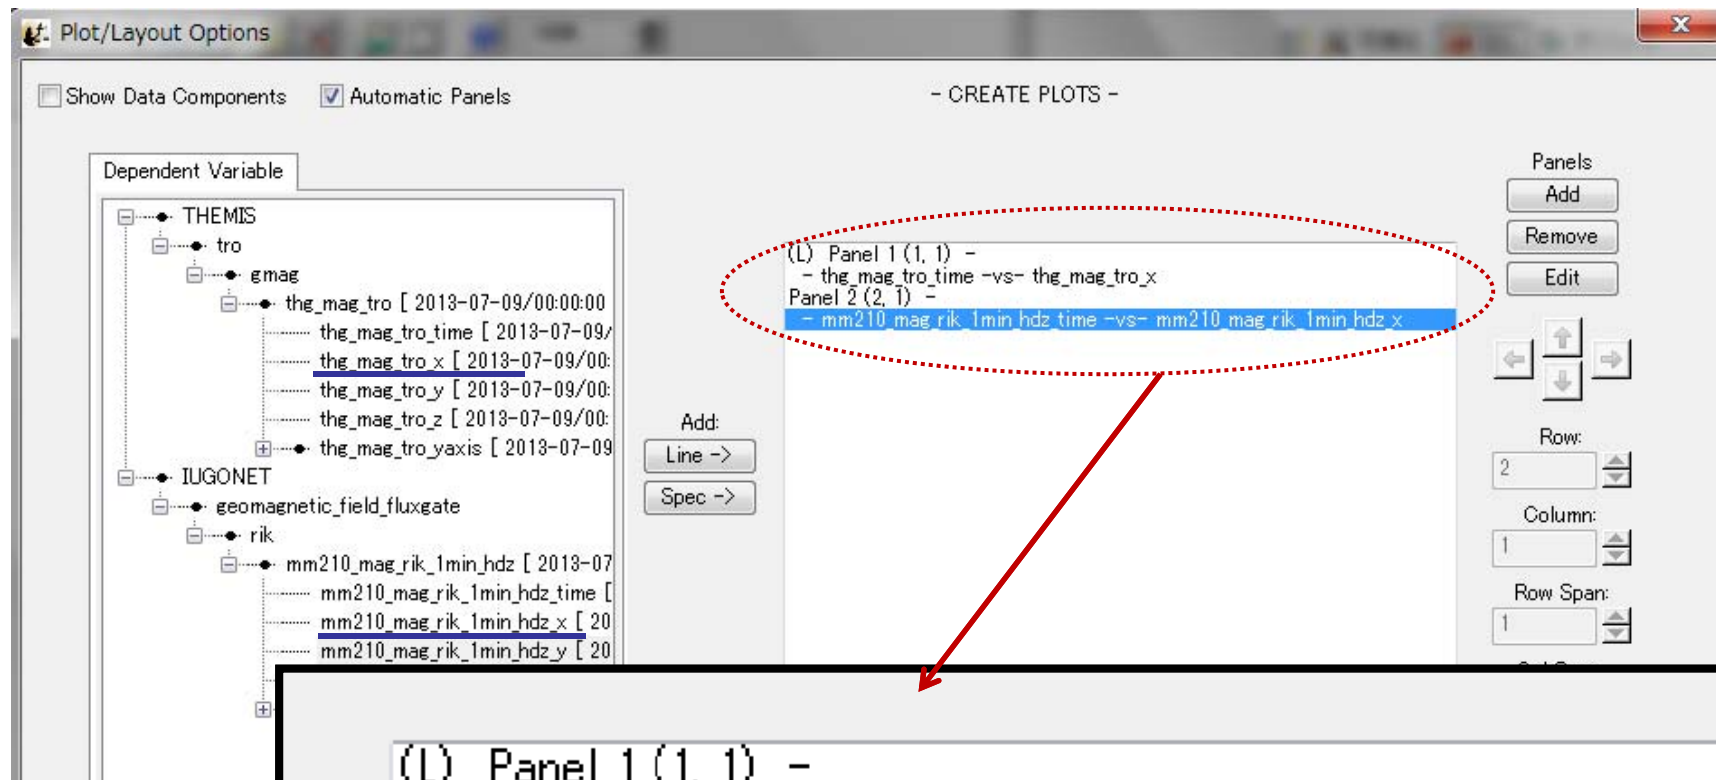 Plot/Layout Options
Show Data Components
Automatic Panels
- CREATE PLOTS -
Dependent Variable
THEMIS
tro
gmag
thg_mag_tro [ 2013-07-09/00:00:00
thg_mag_tro_time [ 2013-07-09/
thg_mag_tro_x [ 2013-07-09/00:
thg_mag_tro_y [ 2013-07-09/00:
thg_mag_tro_z [ 2013-07-09/00:
thg_mag_tro_yaxis [ 2013-07-09
IUGONET
geomagnetic_field_fluxgate
rik
mm210_mag_rik_1min_hdz [ 2013-07
mm210_mag_rik_1min_hdz_time [
mm210_mag_rik_1min_hdz_x [ 20
mm210_mag_rik_1min_hdz_y [ 20
Add:
Line ->
Spec ->
(L) Panel 1 (1, 1) -
- thg_mag_tro_time -vs- thg_mag_tro_x
Panel 2 (2, 1) -
- mm210_mag_rik_1min_hdz_time -vs- mm210_mag_rik_1min_hdz_x
Panels
Add
Remove
Edit
Row:
2
Column:
1
Row Span:
1
(L) Panel 1 (1, 1) -